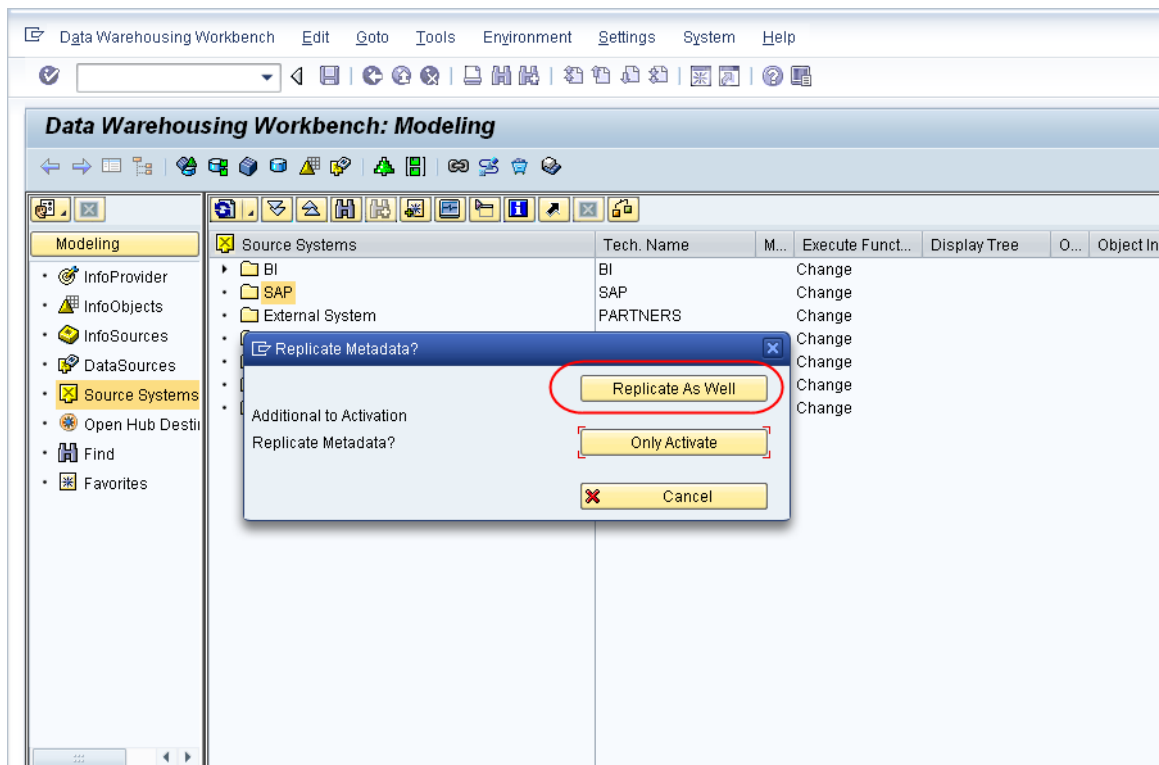 Data Warehousing Workbench Edit Goto Tools Environment Settings System Help
Data Warehousing Workbench: Modeling
Modeling
Source Systems Tech. Name M... Execute Funct... Display Tree O... Object In
InfoProvider
InfoObjects
InfoSources
DataSources
Source Systems
Open Hub Desti
Find
Favorites
BI BI Change
SAP SAP Change
External System PARTNERS Change
Change
Change
Change
Change
Replicate Metadata?
Replicate As Well
Additional to Activation
Replicate Metadata?
Only Activate
Cancel